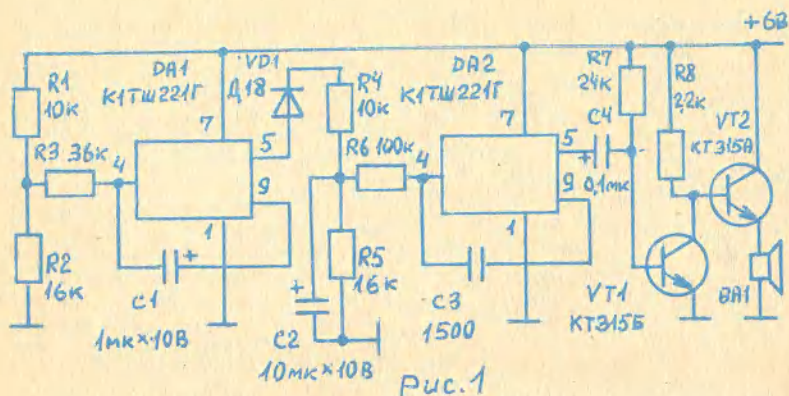 +6В
DA1
К1ТШ221Г
VD1
Д18
R1
10к
R3 36к
4
7
5
9
1
R2
16к
C1
+
1мк×10В
R4
10к
R6 100к
R5
16к
+
C2
10мк×10В
DA2
К1ТШ221Г
4
7
5
9
1
C3
1500
R7
24к
C4
+
0,1мк
R8
2,2к
VT2
КТ315А
VT1
КТ315Б
BA1
Рис.1